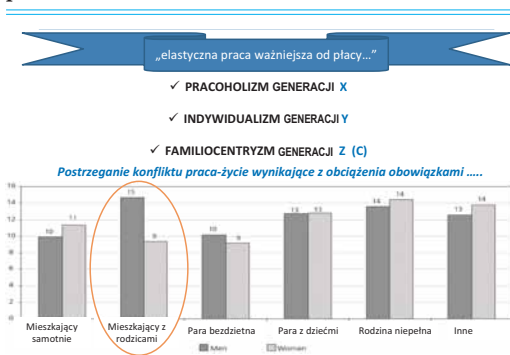 „elastyczna praca ważniejsza od płacy...”
✓ PRACOHOLIZM GENERACJI X
✓ INDYWIDUALIZM GENERACJI Y
✓ FAMILIOCENTRYZM GENERACJI Z (C)
Postrzeganie konfliktu praca-życie wynikające z obciążenia obowiązkami .....
16
14
12
10
8
6
4
2
0
10 11 15 9 10 9 13 13 14 14 13 14
Mieszkający samotnie
Mieszkający z rodzicami
Para bezdzietna
Para z dziećmi
Rodzina niepełna
Inne
Men Woman